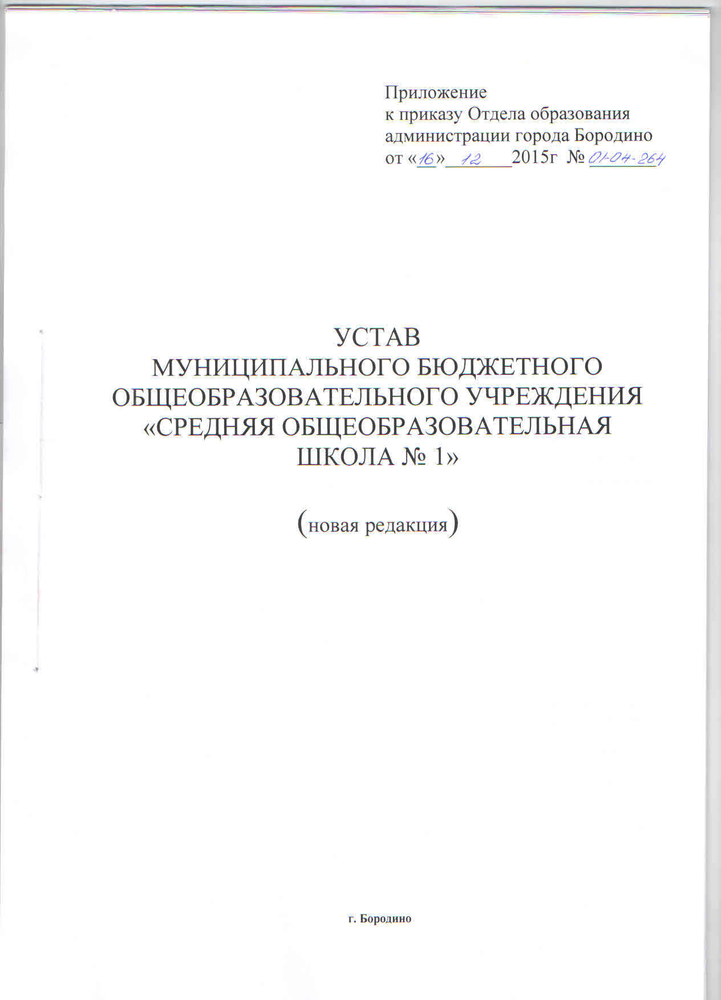 Приложение
к приказу Отдела образования
администрации города Бородино
от «16» 12 2015г № 01-04-264
УСТАВ
МУНИЦИПАЛЬНОГО БЮДЖЕТНОГО
ОБЩЕОБРАЗОВАТЕЛЬНОГО УЧРЕЖДЕНИЯ
«СРЕДНЯЯ ОБЩЕОБРАЗОВАТЕЛЬНАЯ
ШКОЛА № 1»
(новая редакция)
г. Бородино